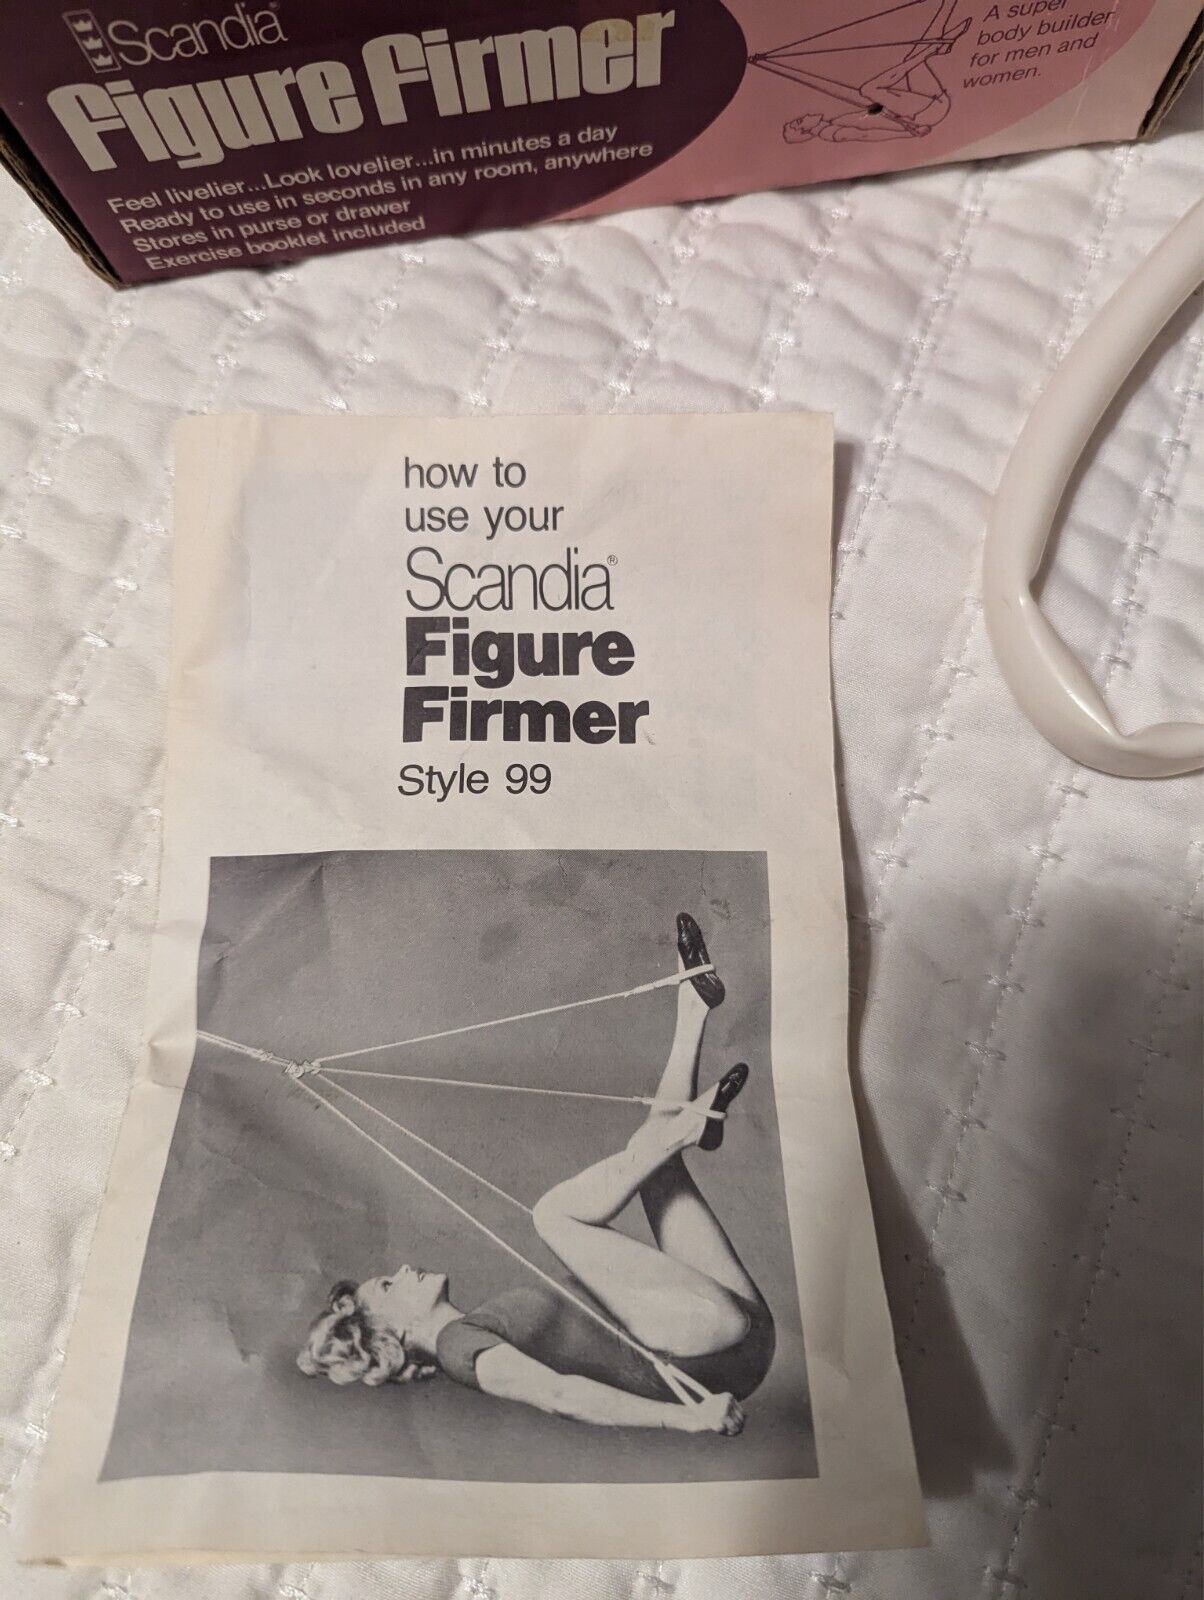 Scandia®
Figure Firmer
Feel livelier...Look lovelier...in minutes a day
Ready to use in seconds in any room, anywhere
Stores in purse or drawer
Exercise booklet included
A super
body builder
for men and
women.
how to
use your
Scandia®
Figure
Firmer
Style 99